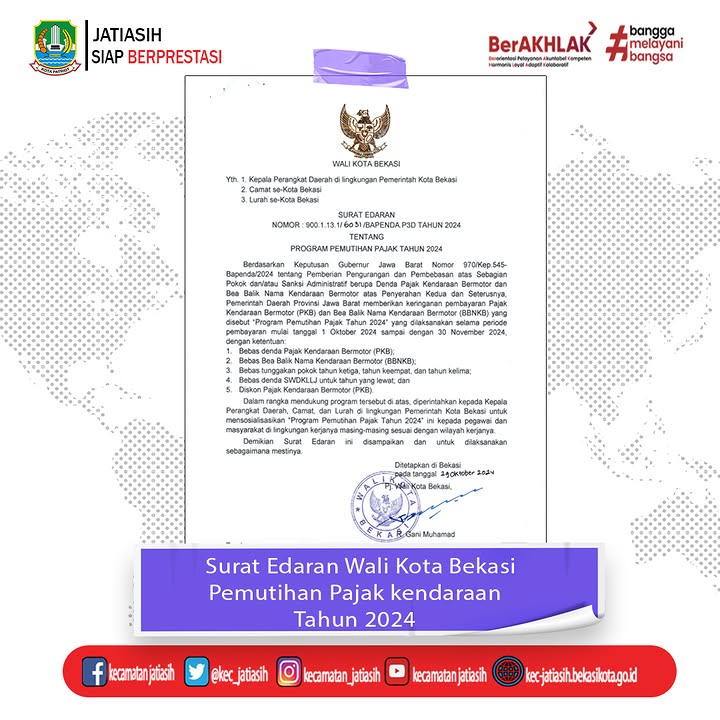 JATIASIH
SIAP BERPRESTASI
KOTA PATRIOT
BerAKHLAK
Berorientasi Pelayanan Akuntabel Kompeten
Harmonis Loyal Adaptif Kolaboratif
#bangga
melayani
bangsa
WALI KOTA BEKASI
Yth. 1. Kepala Perangkat Daerah di lingkungan Pemerintah Kota Bekasi
2. Camat se-Kota Bekasi
3. Lurah se-Kota Bekasi
SURAT EDARAN
NOMOR : 900.1.13.1/6031/BAPENDA.P3D TAHUN 2024
TENTANG
PROGRAM PEMUTIHAN PAJAK TAHUN 2024
Berdasarkan Keputusan Gubernur Jawa Barat Nomor 970/Kep.545-
Bapenda/2024 tentang Pemberian Pengurangan dan Pembebasan atas Sebagian
Pokok dan/atau Sanksi Administratif berupa Denda Pajak Kendaraan Bermotor dan
Bea Balik Nama Kendaraan Bermotor atas Penyerahan Kedua dan Seterusnya,
Pemerintah Daerah Provinsi Jawa Barat memberikan keringanan pembayaran Pajak
Kendaraan Bermotor (PKB) dan Bea Balik Nama Kendaraan Bermotor (BBNKB) yang
disebut "Program Pemutihan Pajak Tahun 2024" yang dilaksanakan selama periode
pembayaran mulai tanggal 1 Oktober 2024 sampai dengan 30 November 2024,
dengan ketentuan:
1. Bebas denda Pajak Kendaraan Bermotor (PKB);
2. Bebas Bea Balik Nama Kendaraan Bermotor (BBNKB);
3. Bebas tunggakan pokok tahun ketiga, tahun keempat, dan tahun kelima;
4. Bebas denda SWDKLLJ untuk tahun yang lewat; dan
5. Diskon Pajak Kendaraan Bermotor (PKB).
Dalam rangka mendukung program tersebut di atas, diperintahkan kepada Kepala
Perangkat Daerah, Camat, dan Lurah di lingkungan Pemerintah Kota Bekasi untuk
mensosialisasikan "Program Pemutihan Pajak Tahun 2024" ini kepada pegawai dan
masyarakat di lingkungan kerjanya masing-masing sesuai dengan wilayah kerjanya.
Demikian Surat Edaran ini disampaikan dan untuk dilaksanakan
sebagaimana mestinya.
Ditetapkan di Bekasi
pada tanggal 29 Oktober 2024
Pj. Wali Kota Bekasi,
WALIKOTA
BEKASI
R. Gani Muhamad
Surat Edaran Wali Kota Bekasi
Pemutihan Pajak kendaraan
Tahun 2024
kecamatan jatiasih
@kec_jatiasih
kecamatan_jatiasih
kecamatan jatiasih
kec-jatiasih.bekasikota.go.id